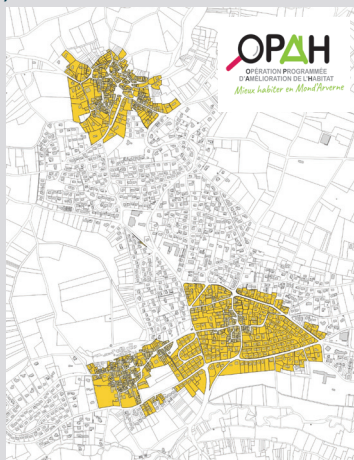 OPAH
OPÉRATION PROGRAMMÉE
D'AMÉLIORATION DE L'HABITAT
Mieux habiter en Mond'Arverne